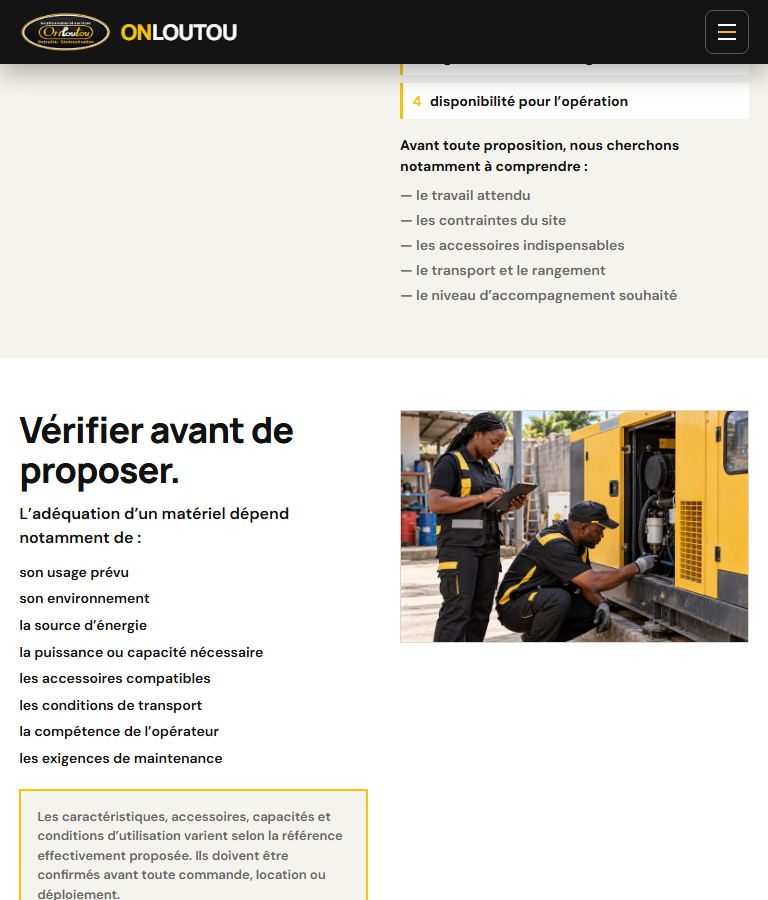 OnLoutou
ONLOUTOU
4 disponibilité pour l’opération
Avant toute proposition, nous cherchons
notamment à comprendre :
— le travail attendu
— les contraintes du site
— les accessoires indispensables
— le transport et le rangement
— le niveau d’accompagnement souhaité
Vérifier avant de
proposer.
L’adéquation d’un matériel dépend
notamment de :
son usage prévu
son environnement
la source d’énergie
la puissance ou capacité nécessaire
les accessoires compatibles
les conditions de transport
la compétence de l’opérateur
les exigences de maintenance
Les caractéristiques, accessoires, capacités et
conditions d’utilisation varient selon la référence
effectivement proposée. Ils doivent être
confirmés avant toute commande, location ou
déploiement.